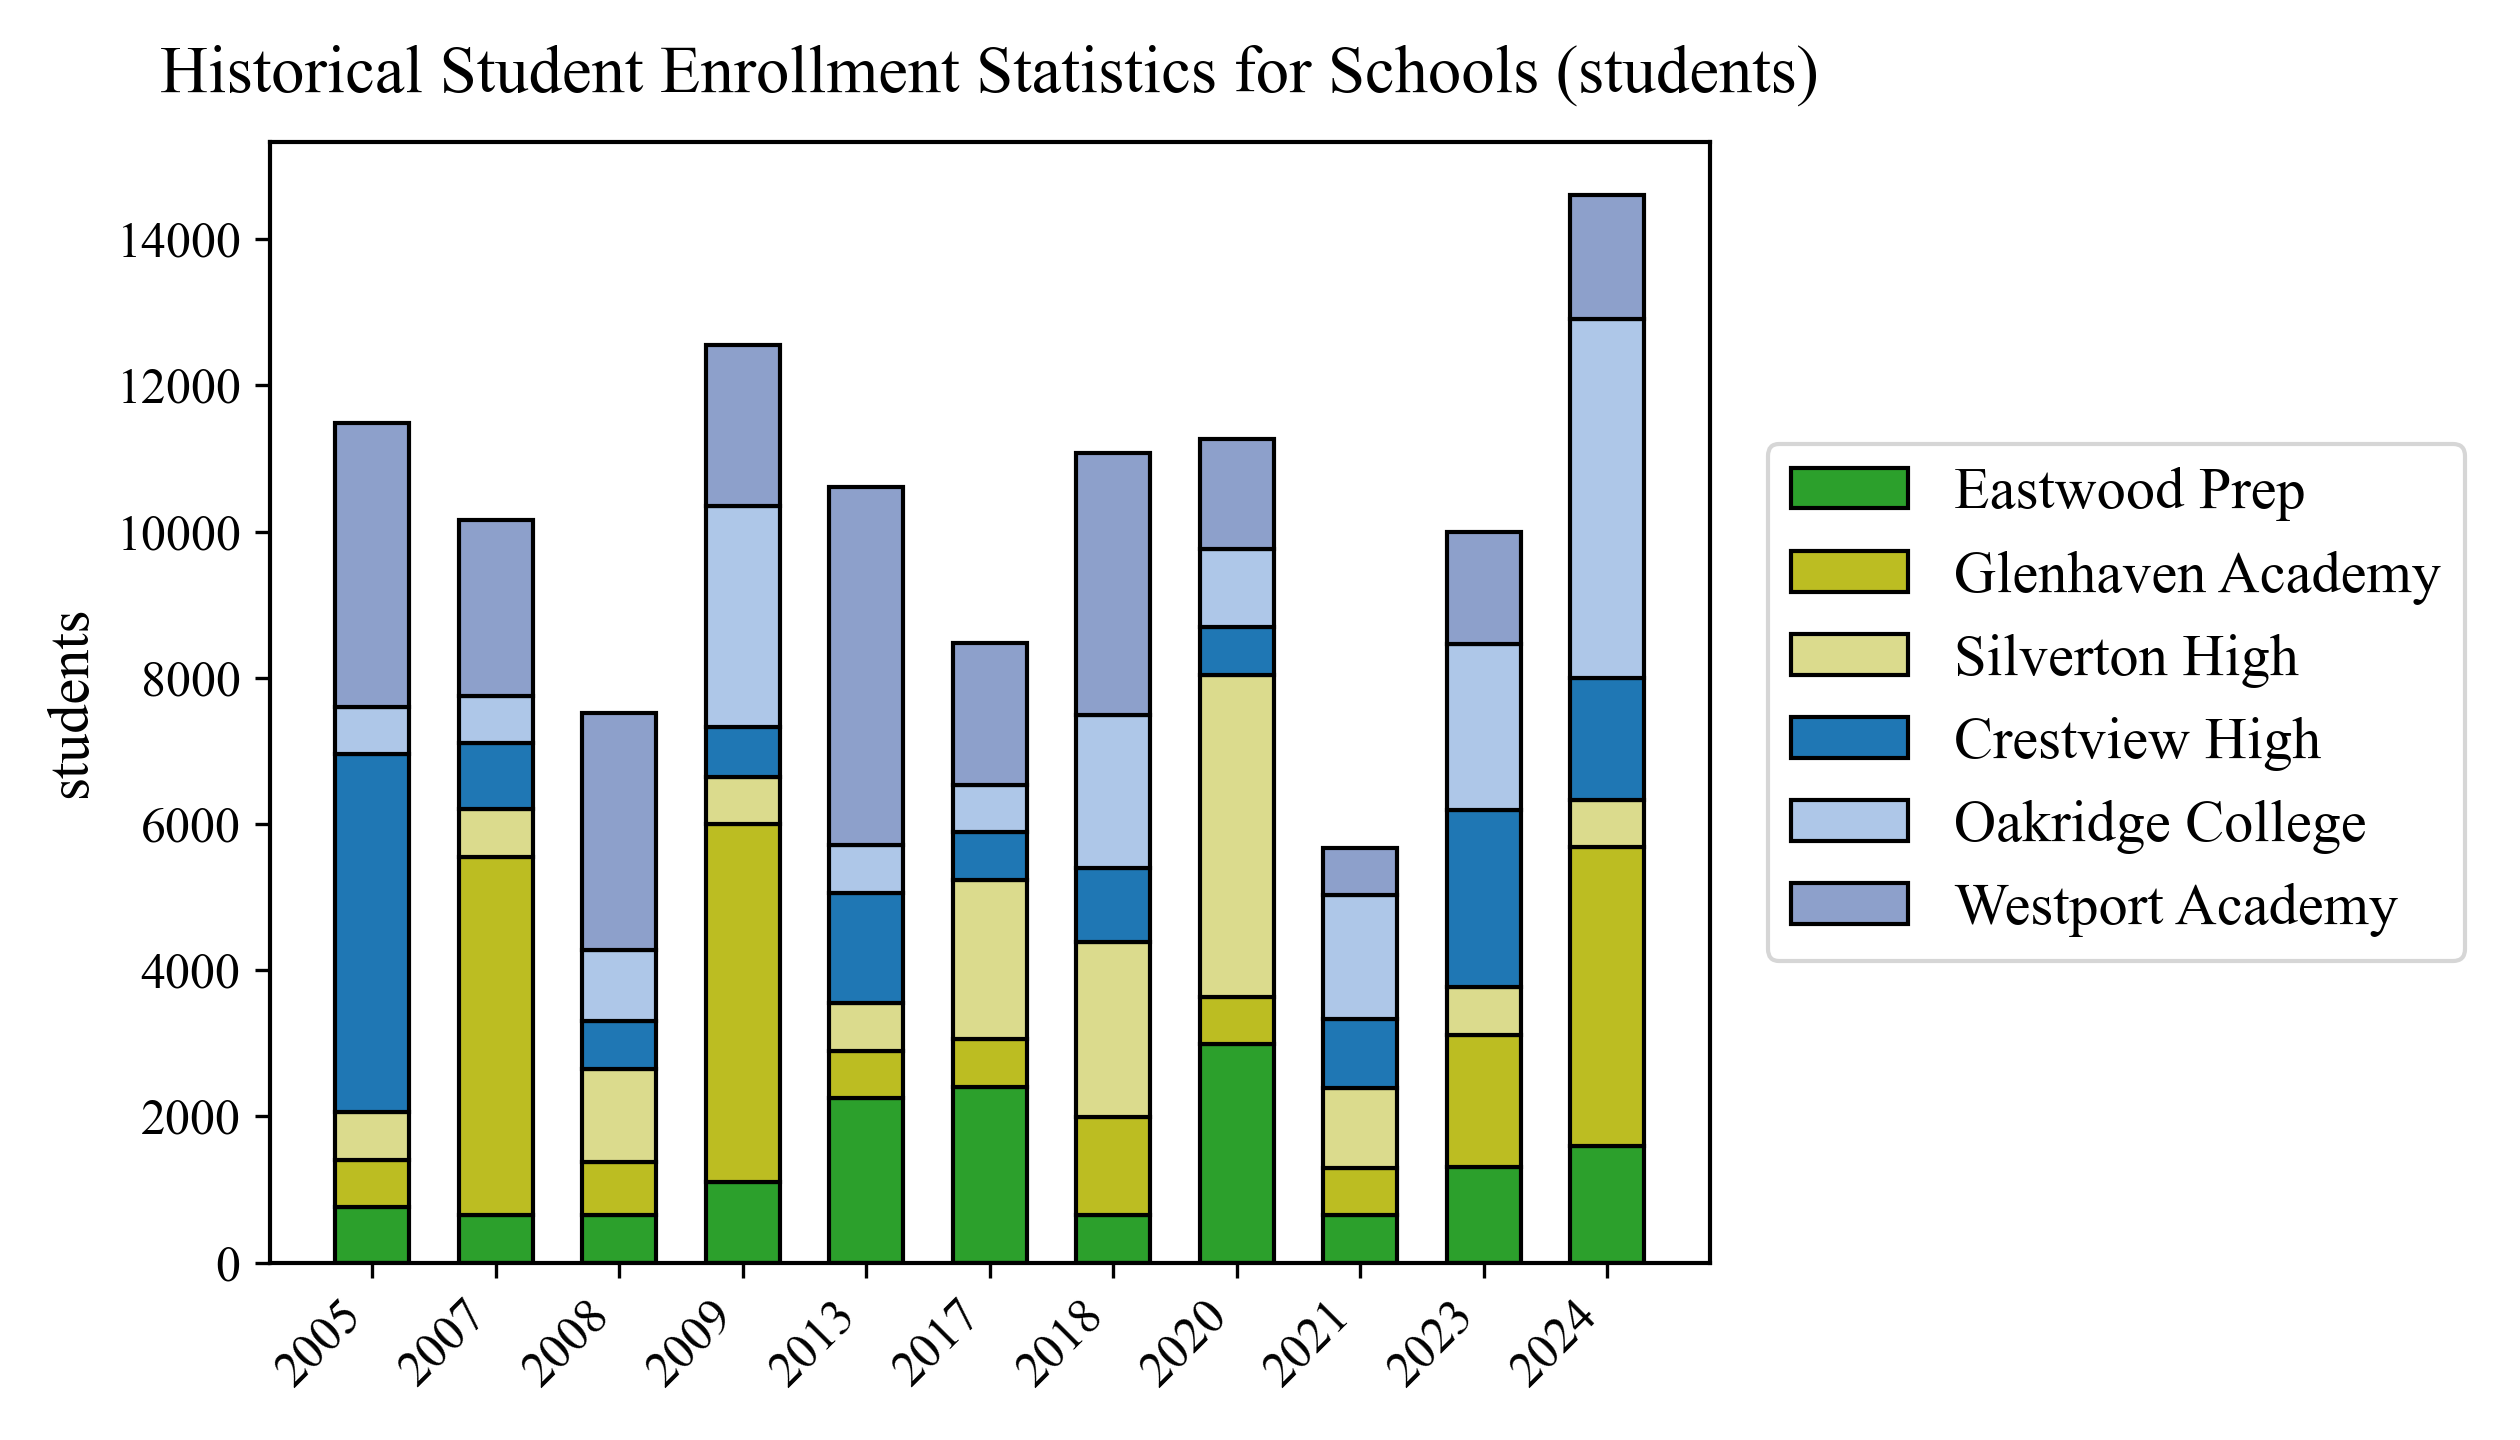 Historical Student Enrollment Statistics for Schools (students)
students
14000
12000
10000
8000
6000
4000
2000
0
2005
2007
2008
2009
2013
2017
2018
2020
2021
2023
2024
Eastwood Prep
Glenhaven Academy
Silverton High
Crestview High
Oakridge College
Westport Academy